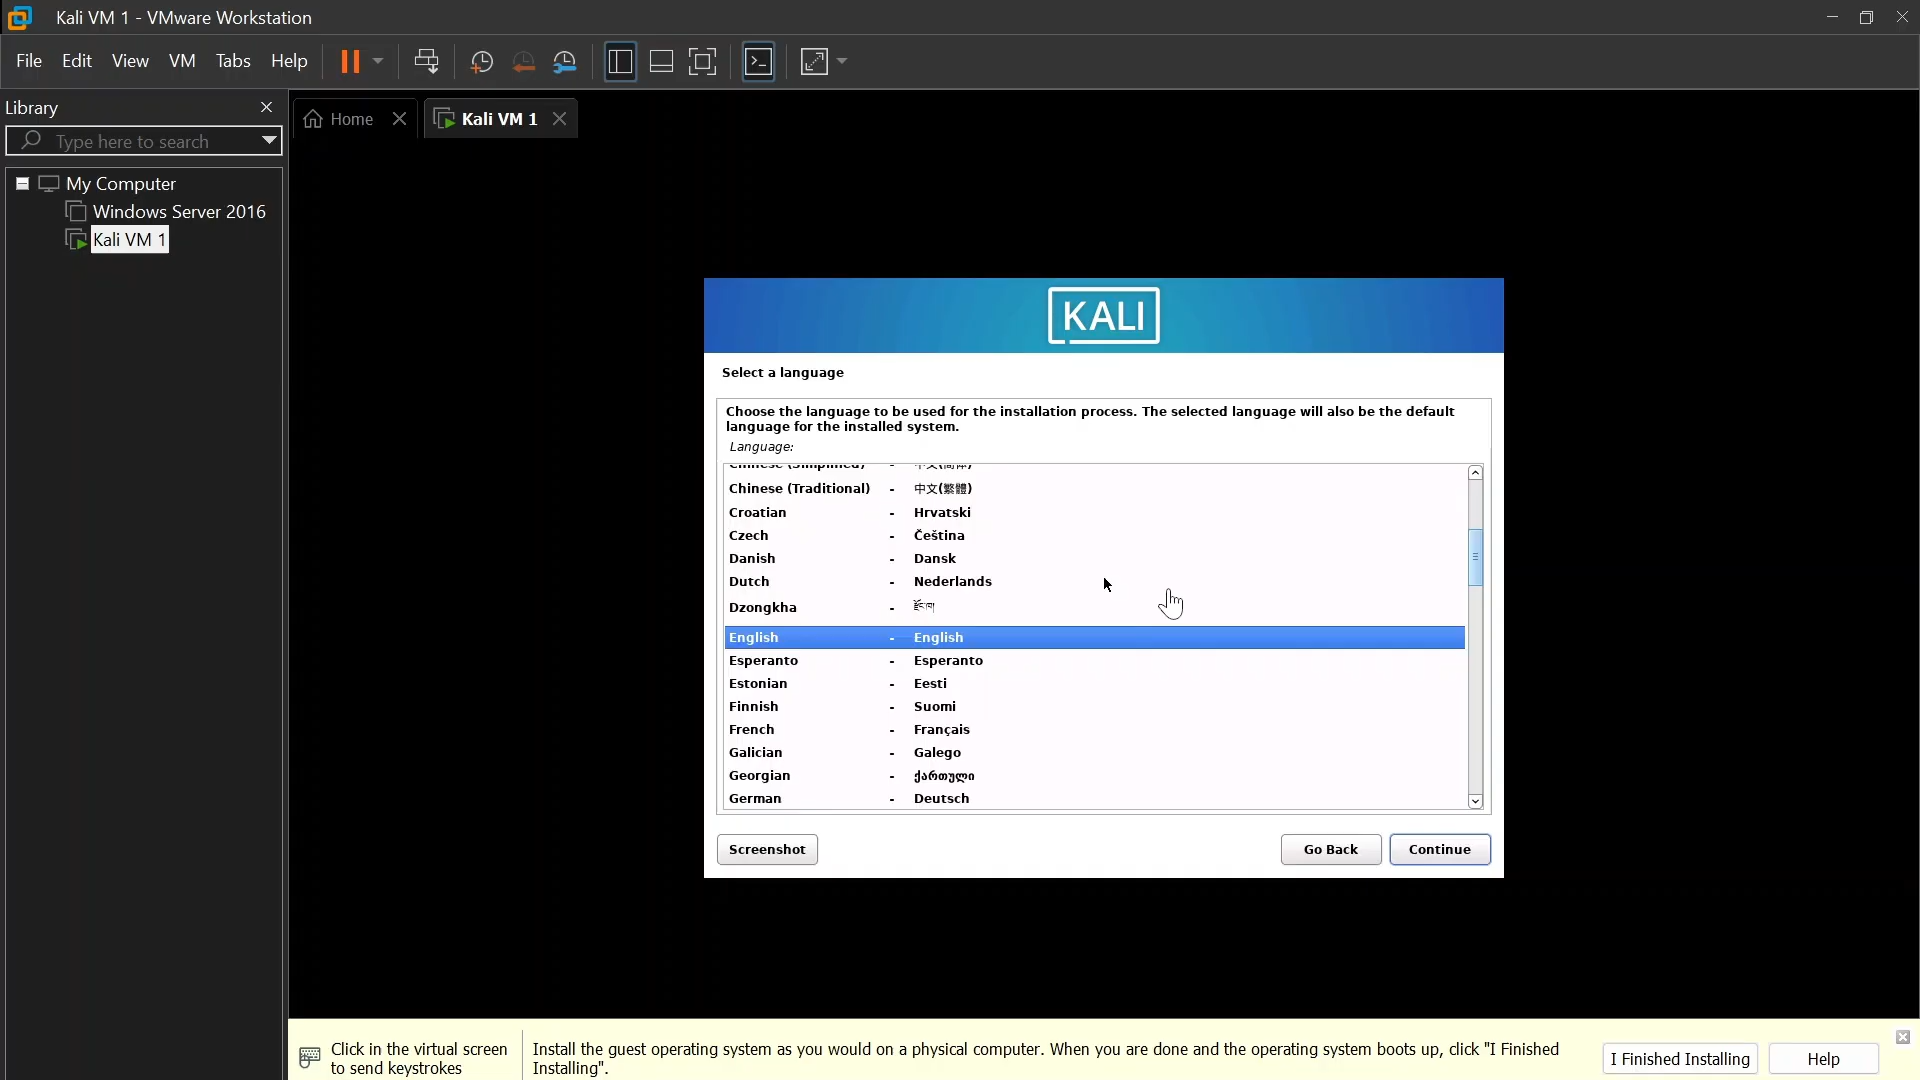 Kali VM 1 - VMware Workstation
File Edit View VM Tabs Help
Library
Type here to search
My Computer
Windows Server 2016
Kali VM 1
Home
Kali VM 1
KALI
Select a language
Choose the language to be used for the installation process. The selected language will also be the default
language for the installed system.
Language:
Chinese (Simplified) - 中文(简体)
Chinese (Traditional) - 中文(繁體)
Croatian - Hrvatski
Czech - Čeština
Danish - Dansk
Dutch - Nederlands
Dzongkha - རྫོང་ཁ།
English - English
Esperanto - Esperanto
Estonian - Eesti
Finnish - Suomi
French - Français
Galician - Galego
Georgian - ქართული
German - Deutsch
Screenshot
Go Back
Continue
Click in the virtual screen
to send keystrokes
Install the guest operating system as you would on a physical computer. When you are done and the operating system boots up, click "I Finished
Installing".
I Finished Installing
Help